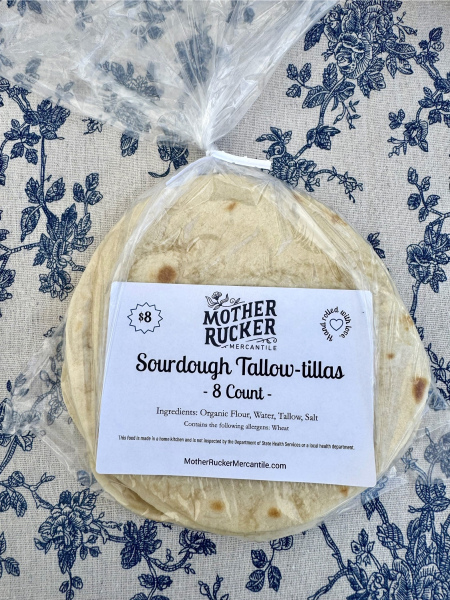 $8
MOTHER
RUCKER
MERCANTILE
Hand rolled with love
Sourdough Tallow-tillas
- 8 Count -
Ingredients: Organic Flour, Water, Tallow, Salt
Contains the following allergens: Wheat
This food is made in a home kitchen and is not inspected by the Department of State Health Services or a local health department.
MotherRuckerMercantile.com